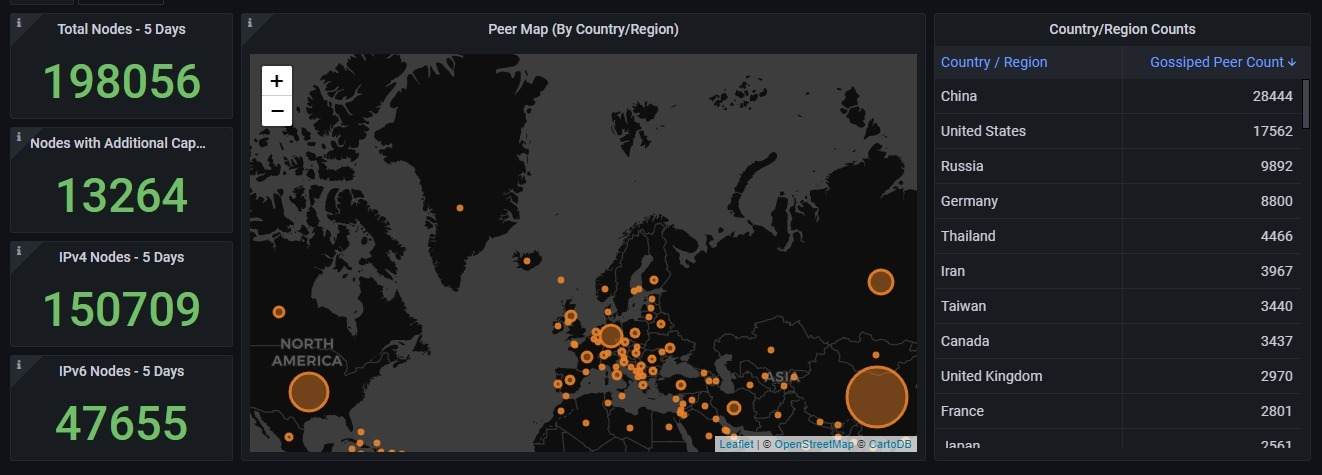 Total Nodes - 5 Days
198056
Nodes with Additional Cap...
13264
IPv4 Nodes - 5 Days
150709
IPv6 Nodes - 5 Days
47655
Peer Map (By Country/Region)
+
−
NORTH
AMERICA
ASIA
Leaflet | © OpenStreetMap © CartoDB
Country/Region Counts
Country / Region Gossiped Peer Count ↓
China 28444
United States 17562
Russia 9892
Germany 8800
Thailand 4466
Iran 3967
Taiwan 3440
Canada 3437
United Kingdom 2970
France 2801
Japan 2561